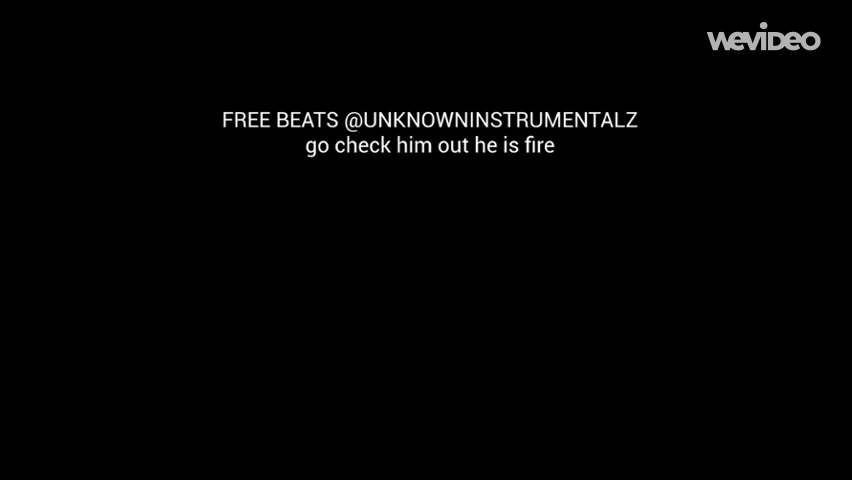 WEVIDEO
FREE BEATS @UNKNOWNINSTRUMENTALZ
go check him out he is fire